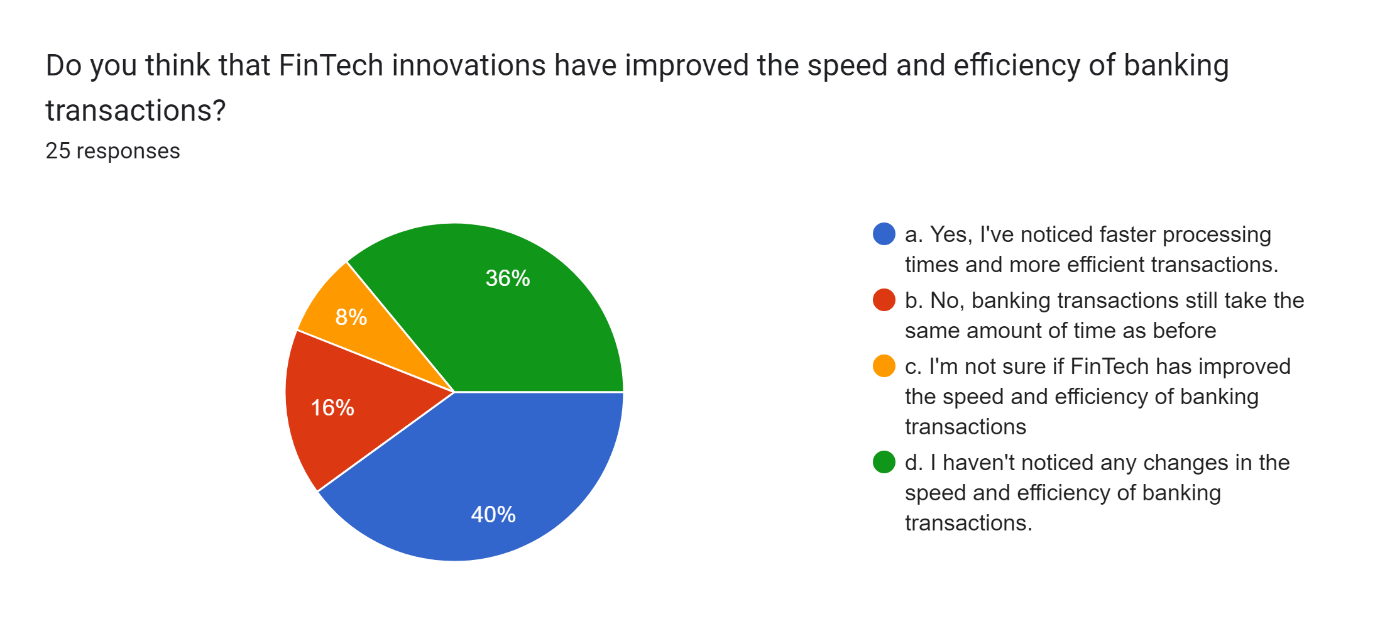 Do you think that FinTech innovations have improved the speed and efficiency of banking
transactions?
25 responses
36%
8%
16%
40%
a. Yes, I've noticed faster processing
times and more efficient transactions.
b. No, banking transactions still take the
same amount of time as before
c. I'm not sure if FinTech has improved
the speed and efficiency of banking
transactions
d. I haven't noticed any changes in the
speed and efficiency of banking
transactions.